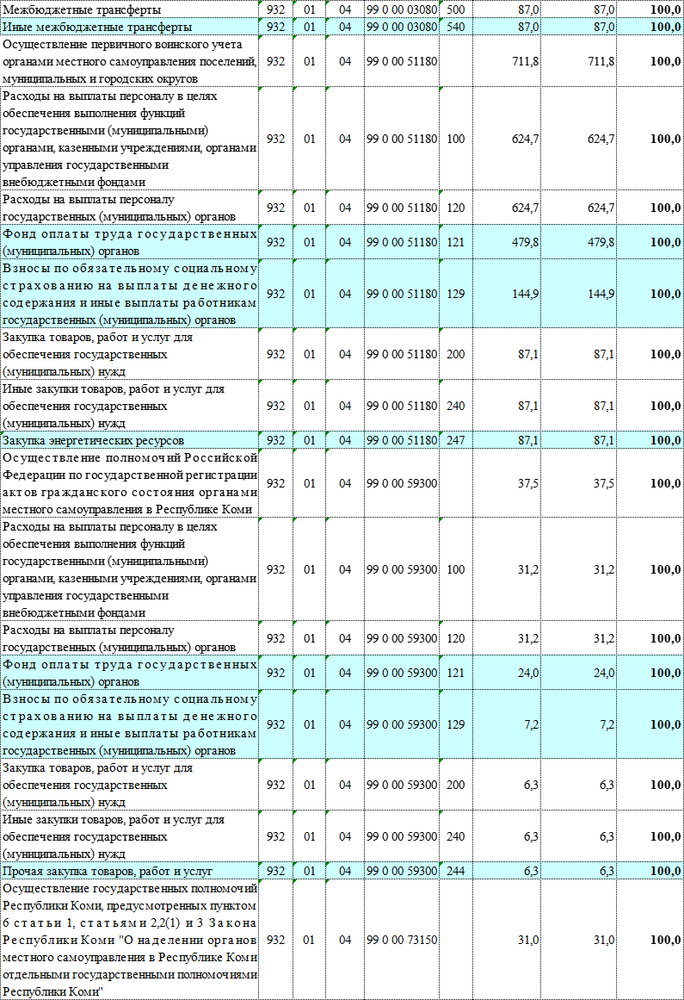 Межбюджетные трансферты 932 01 04 99 0 00 03080 500 87,0 87,0 100,0
Иные межбюджетные трансферты 932 01 04 99 0 00 03080 540 87,0 87,0 100,0
Осуществление первичного воинского учета
органами местного самоуправления поселений,
муниципальных и городских округов
932 01 04 99 0 00 51180 711,8 711,8 100,0
Расходы на выплаты персоналу в целях
обеспечения выполнения функций
государственными (муниципальными)
органами, казенными учреждениями, органами
управления государственными
внебюджетными фондами
932 01 04 99 0 00 51180 100 624,7 624,7 100,0
Расходы на выплаты персоналу
государственных (муниципальных) органов
932 01 04 99 0 00 51180 120 624,7 624,7 100,0
Фонд оплаты труда государственных
(муниципальных) органов
932 01 04 99 0 00 51180 121 479,8 479,8 100,0
Взносы по обязательному социальному
страхованию на выплаты денежного
содержания и иные выплаты работникам
государственных (муниципальных) органов
932 01 04 99 0 00 51180 129 144,9 144,9 100,0
Закупка товаров, работ и услуг для
обеспечения государственных
(муниципальных) нужд
932 01 04 99 0 00 51180 200 87,1 87,1 100,0
Иные закупки товаров, работ и услуг для
обеспечения государственных
(муниципальных) нужд
932 01 04 99 0 00 51180 240 87,1 87,1 100,0
Закупка энергетических ресурсов 932 01 04 99 0 00 51180 247 87,1 87,1 100,0
Осуществление полномочий Российской
Федерации по государственной регистрации
актов гражданского состояния органами
местного самоуправления в Республике Коми
932 01 04 99 0 00 59300 37,5 37,5 100,0
Расходы на выплаты персоналу в целях
обеспечения выполнения функций
государственными (муниципальными)
органами, казенными учреждениями, органами
управления государственными
внебюджетными фондами
932 01 04 99 0 00 59300 100 31,2 31,2 100,0
Расходы на выплаты персоналу
государственных (муниципальных) органов
932 01 04 99 0 00 59300 120 31,2 31,2 100,0
Фонд оплаты труда государственных
(муниципальных) органов
932 01 04 99 0 00 59300 121 24,0 24,0 100,0
Взносы по обязательному социальному
страхованию на выплаты денежного
содержания и иные выплаты работникам
государственных (муниципальных) органов
932 01 04 99 0 00 59300 129 7,2 7,2 100,0
Закупка товаров, работ и услуг для
обеспечения государственных
(муниципальных) нужд
932 01 04 99 0 00 59300 200 6,3 6,3 100,0
Иные закупки товаров, работ и услуг для
обеспечения государственных
(муниципальных) нужд
932 01 04 99 0 00 59300 240 6,3 6,3 100,0
Прочая закупка товаров, работ и услуг 932 01 04 99 0 00 59300 244 6,3 6,3 100,0
Осуществление государственных полномочий
Республики Коми, предусмотренных пунктом
6 статьи 1, статьями 2,2(1) и 3 Закона
Республики Коми "О наделении органов
местного самоуправления в Республике Коми
отдельными государственными полномочиями
Республики Коми"
932 01 04 99 0 00 73150 31,0 31,0 100,0